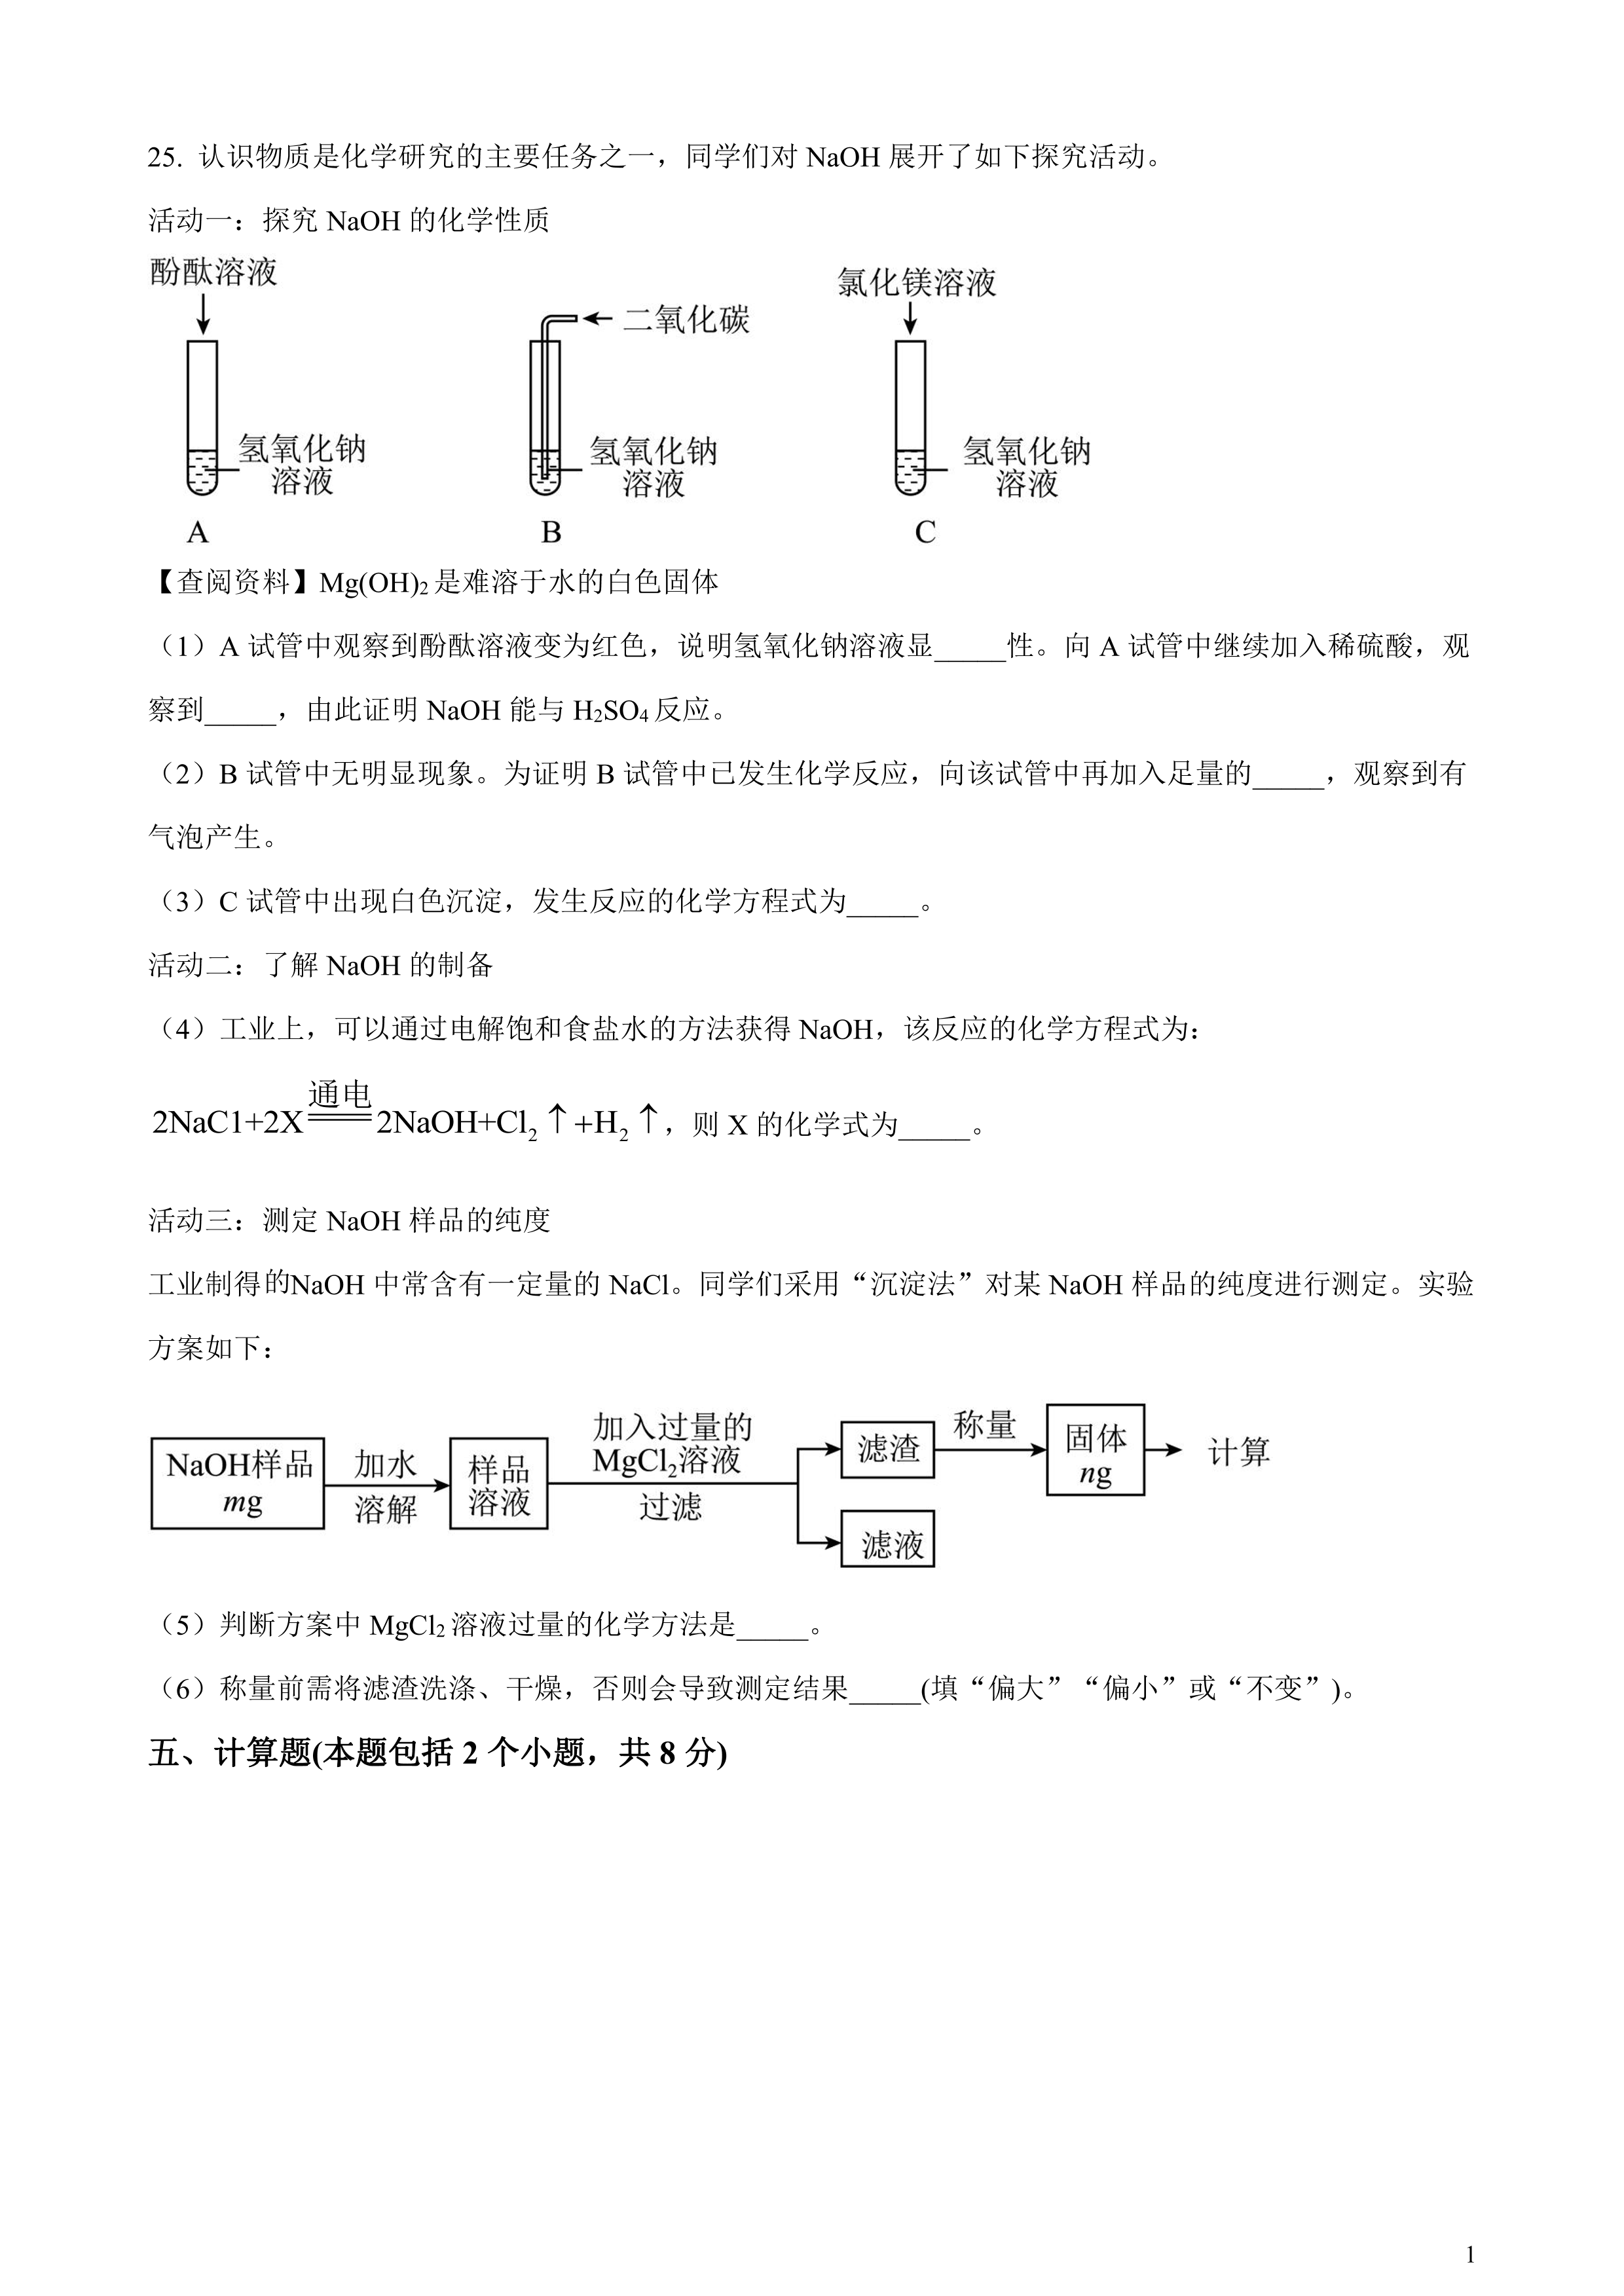 25. 认识物质是化学研究的主要任务之一，同学们对 NaOH 展开了如下探究活动。
活动一：探究 NaOH 的化学性质
酚酞溶液
氢氧化钠
溶液
A
二氧化碳
氢氧化钠
溶液
B
氯化镁溶液
氢氧化钠
溶液
C
【查阅资料】Mg(OH)₂是难溶于水的白色固体
（1）A 试管中观察到酚酞溶液变为红色，说明氢氧化钠溶液显_____性。向 A 试管中继续加入稀硫酸，观
察到_____，由此证明 NaOH 能与 H₂SO₄反应。
（2）B 试管中无明显现象。为证明 B 试管中已发生化学反应，向该试管中再加入足量的_____，观察到有
气泡产生。
（3）C 试管中出现白色沉淀，发生反应的化学方程式为_____。
活动二：了解 NaOH 的制备
（4）工业上，可以通过电解饱和食盐水的方法获得 NaOH，该反应的化学方程式为：
通电
2NaC1+2X══2NaOH+Cl₂↑+H₂↑，则 X 的化学式为_____。
活动三：测定 NaOH 样品的纯度
工业制得的NaOH 中常含有一定量的 NaCl。同学们采用“沉淀法”对某 NaOH 样品的纯度进行测定。实验
方案如下：
NaOH样品
mg
加水
溶解
样品
溶液
加入过量的
MgCl₂溶液
过滤
滤渣
称量
固体
ng
计算
滤液
（5）判断方案中 MgCl₂溶液过量的化学方法是_____。
（6）称量前需将滤渣洗涤、干燥，否则会导致测定结果_____(填“偏大”“偏小”或“不变”)。
五、计算题(本题包括 2 个小题，共 8 分)
1